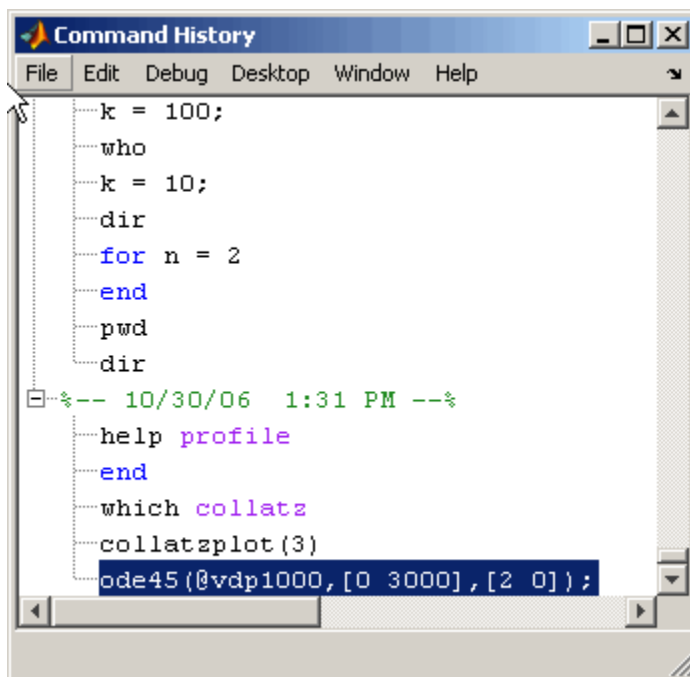 Command History
File Edit Debug Desktop Window Help
k = 100;
who
k = 10;
dir
for n = 2
end
pwd
dir
%-- 10/30/06  1:31 PM --%
help profile
end
which collatz
collatzplot(3)
ode45(@vdp1000,[0 3000],[2 0]);